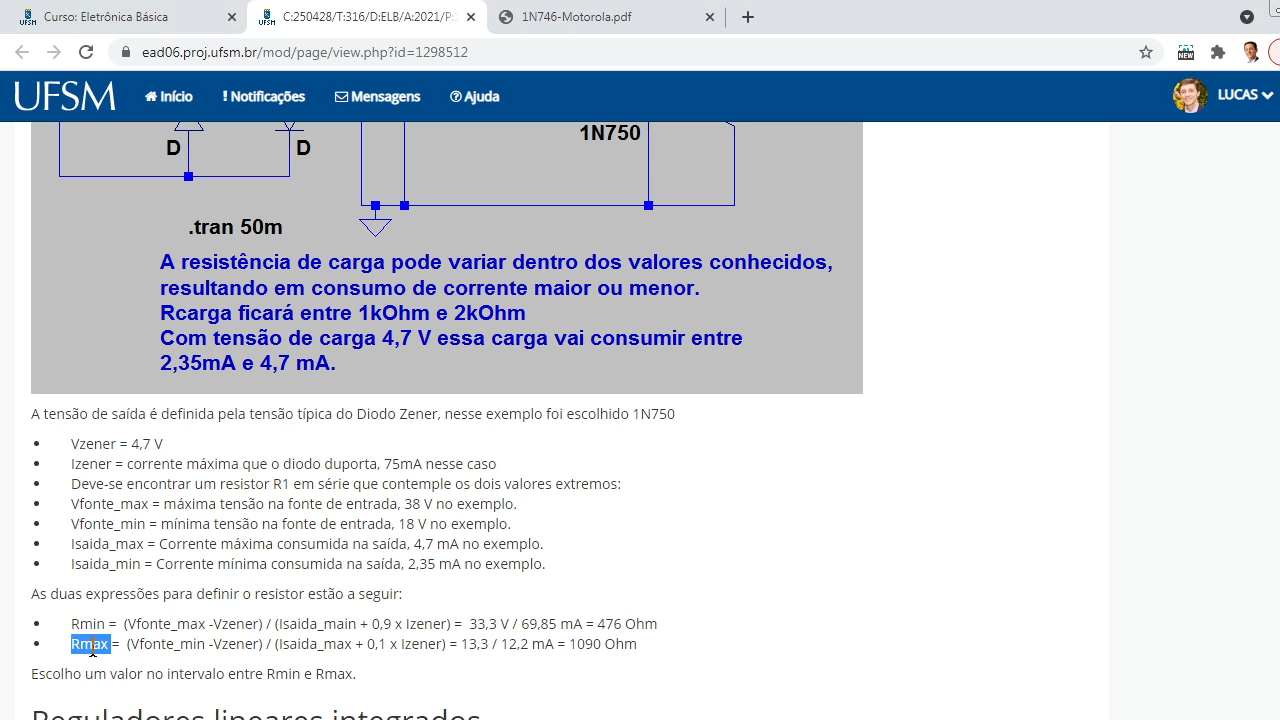 Curso: Eletrônica Básica
C:250428/T:316/D:ELB/A:2021/P
1N746-Motorola.pdf
ead06.proj.ufsm.br/mod/page/view.php?id=1298512
NEW
UFSM
Início
Notificações
Mensagens
Ajuda
LUCAS
1N750
D
D
.tran 50m
A resistência de carga pode variar dentro dos valores conhecidos,
resultando em consumo de corrente maior ou menor.
Rcarga ficará entre 1kOhm e 2kOhm
Com tensão de carga 4,7 V essa carga vai consumir entre
2,35mA e 4,7 mA.
A tensão de saída é definida pela tensão típica do Diodo Zener, nesse exemplo foi escolhido 1N750
• Vzener = 4,7 V
• Izener = corrente máxima que o diodo duporta, 75mA nesse caso
• Deve-se encontrar um resistor R1 em série que contemple os dois valores extremos:
• Vfonte_max = máxima tensão na fonte de entrada, 38 V no exemplo.
• Vfonte_min = mínima tensão na fonte de entrada, 18 V no exemplo.
• Isaida_max = Corrente máxima consumida na saída, 4,7 mA no exemplo.
• Isaida_min = Corrente mínima consumida na saída, 2,35 mA no exemplo.
As duas expressões para definir o resistor estão a seguir:
• Rmin = (Vfonte_max -Vzener) / (Isaida_main + 0,9 x Izener) = 33,3 V / 69,85 mA = 476 Ohm
• Rmax = (Vfonte_min -Vzener) / (Isaida_max + 0,1 x Izener) = 13,3 / 12,2 mA = 1090 Ohm
Escolho um valor no intervalo entre Rmin e Rmax.
Reguladores lineares integrados